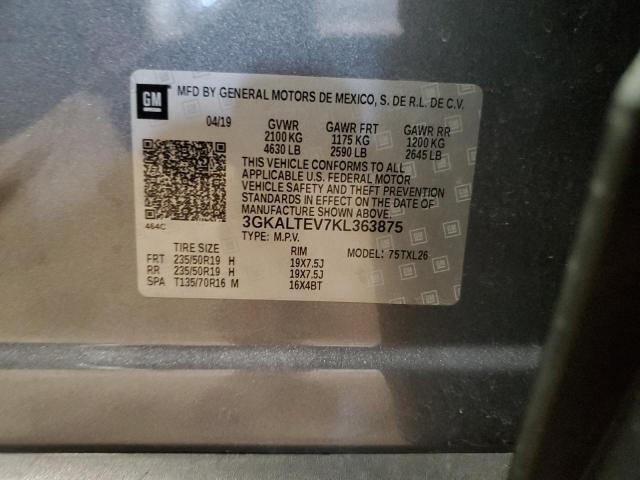 GM
MFD BY GENERAL MOTORS DE MEXICO, S. DE R.L. DE C.V.
04/19 GVWR GAWR FRT GAWR RR
2100 KG 1175 KG 1200 KG
4630 LB 2590 LB 2645 LB
THIS VEHICLE CONFORMS TO ALL
APPLICABLE U.S. FEDERAL MOTOR
VEHICLE SAFETY AND THEFT PREVENTION
STANDARDS IN EFFECT ON THE DATE
OF MANUFACTURE SHOWN ABOVE.
464C 3GKALTEV7KL363875
TYPE: M.P.V. MODEL: 75TXL26
TIRE SIZE RIM
FRT 235/50R19 H 19X7.5J
RR 235/50R19 H 19X7.5J
SPA T135/70R16 M 16X4BT